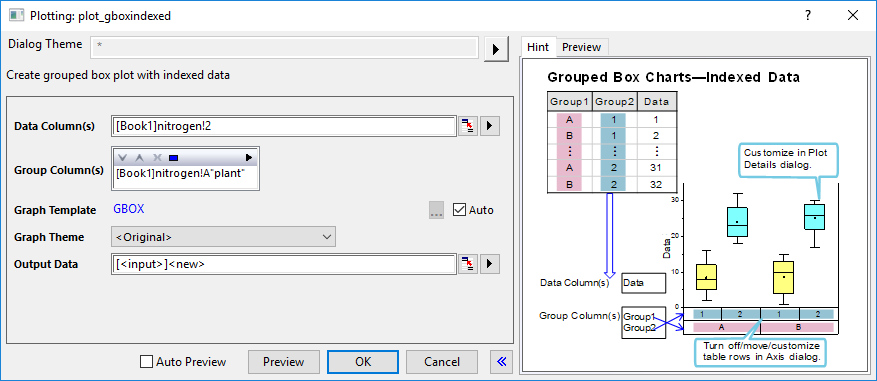 Plotting: plot_gboxindexed
?
Dialog Theme *
Create grouped box plot with indexed data
Data Column(s) [Book1]nitrogen!2
Group Column(s)
[Book1]nitrogen!A"plant"
Graph Template GBOX ... Auto
Graph Theme <Original>
Output Data [<input>]<new>
Auto Preview Preview OK Cancel
Hint Preview
Grouped Box Charts—Indexed Data
Group1 Group2 Data
A 1 1
B 1 2
⋮ ⋮ ⋮
A 2 31
B 2 32
Customize in Plot
Details dialog.
30
20
10
0
Data
Data Column(s) Data
Group Column(s) Group1
Group2
1 2 1 2
A B
Turn off/move/customize
table rows in Axis dialog.